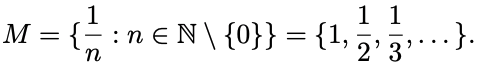 M = {1/n : n ∈ ℕ \ {0}} = {1, 1/2, 1/3, . . . }.